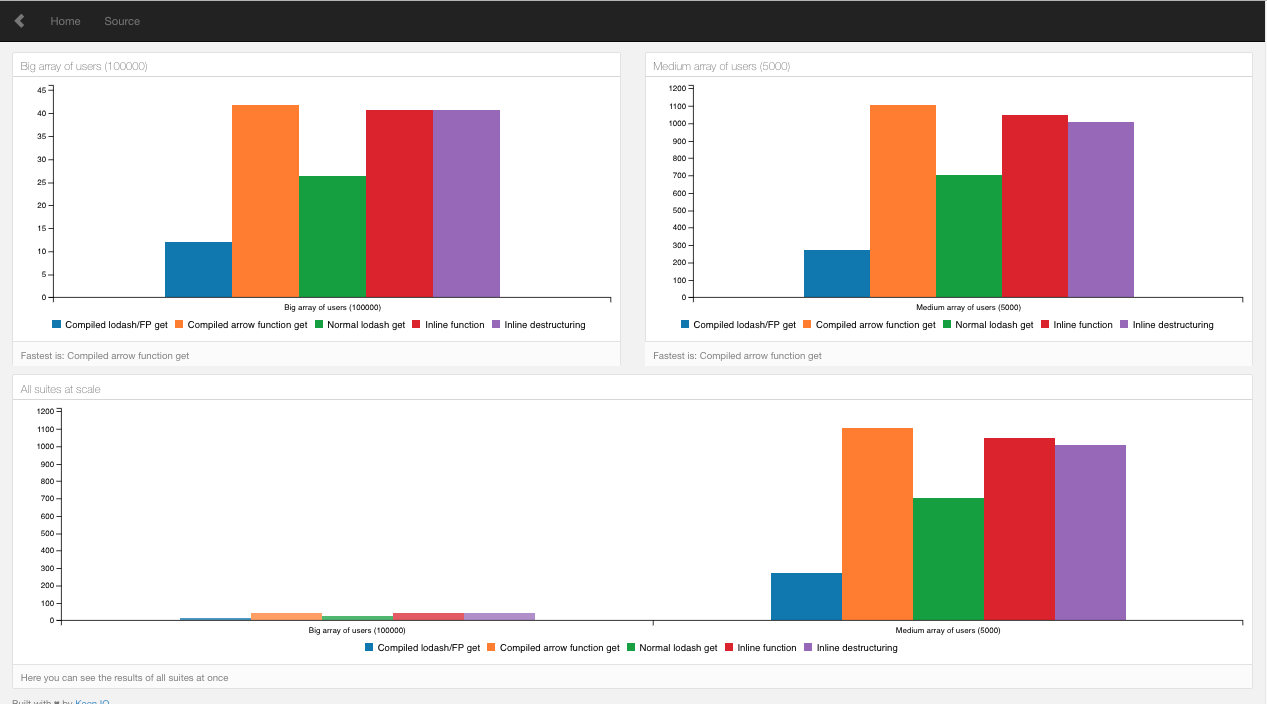 Home Source
Big array of users (100000)
45
40
35
30
25
20
15
10
5
0
Big array of users (100000)
Compiled lodash/FP get Compiled arrow function get Normal lodash get Inline function Inline destructuring
Fastest is: Compiled arrow function get
Medium array of users (5000)
1200
1100
1000
900
800
700
600
500
400
300
200
100
0
Medium array of users (5000)
Compiled lodash/FP get Compiled arrow function get Normal lodash get Inline function Inline destructuring
Fastest is: Compiled arrow function get
All suites at scale
1200
1100
1000
900
800
700
600
500
400
300
200
100
0
Big array of users (100000) Medium array of users (5000)
Compiled lodash/FP get Compiled arrow function get Normal lodash get Inline function Inline destructuring
Here you can see the results of all suites at once
Built with ♥ by Keen IO